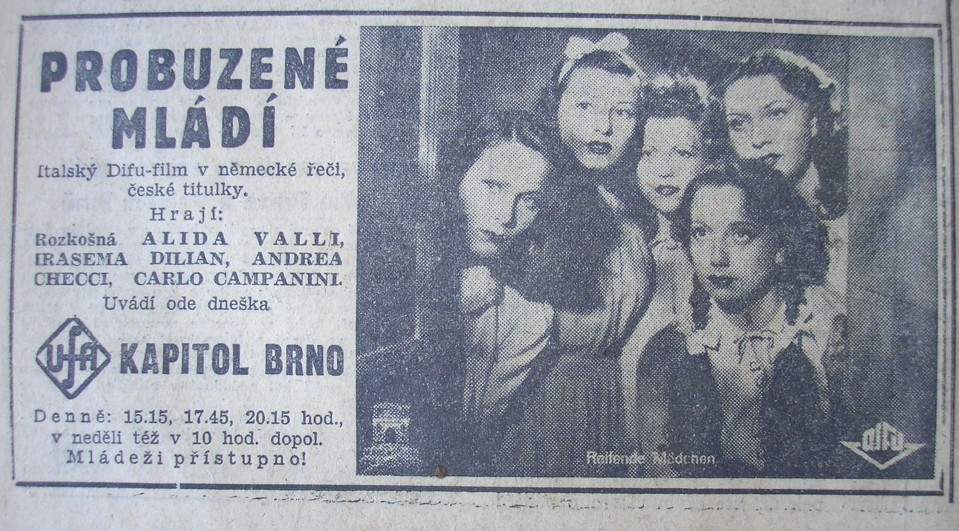 PROBUZENÉ
MLÁDÍ
Italský Difu-film v německé řeči,
české titulky.
Hrají:
Rozkošná ALIDA VALLI,
IRASEMA DILIAN, ANDREA
CHECCI, CARLO CAMPANINI.
Uvádí ode dneška
UFA KAPITOL BRNO
Denně: 15.15, 17.45, 20.15 hod.,
v neděli též v 10 hod. dopol.
Mládeži přístupno!
Reifende Mädchen
DIFU